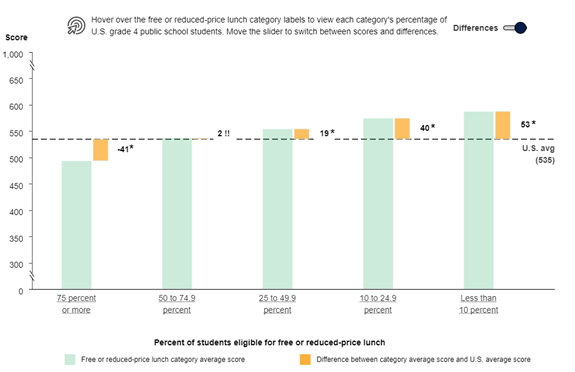 Hover over the free or reduced-price lunch category labels to view each category's percentage of
U.S. grade 4 public school students. Move the slider to switch between scores and differences.
Differences
Score
1,000
650
600
550
500
450
400
350
300
0
-41*
2 !!
19*
40*
53*
U.S. avg
(535)
75 percent
or more
50 to 74.9
percent
25 to 49.9
percent
10 to 24.9
percent
Less than
10 percent
Percent of students eligible for free or reduced-price lunch
Free or reduced-price lunch category average score
Difference between category average score and U.S. average score